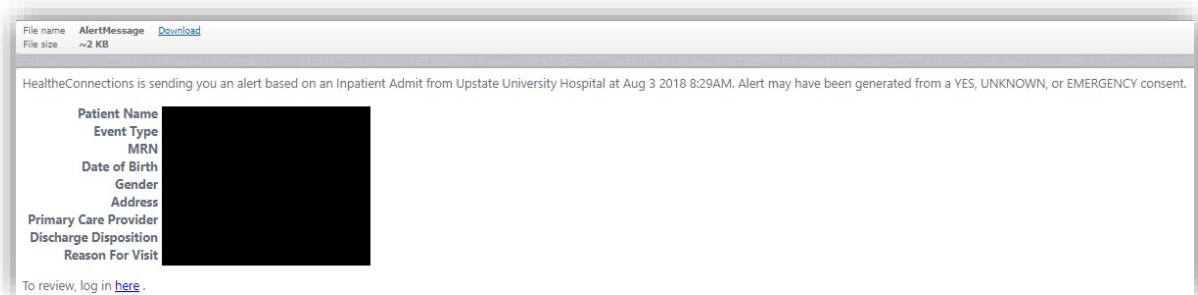 File name AlertMessage Download
File size ~2 KB
HealtheConnections is sending you an alert based on an Inpatient Admit from Upstate University Hospital at Aug 3 2018 8:29AM. Alert may have been generated from a YES, UNKNOWN, or EMERGENCY consent.
Patient Name
Event Type
MRN
Date of Birth
Gender
Address
Primary Care Provider
Discharge Disposition
Reason For Visit
To review, log in here .